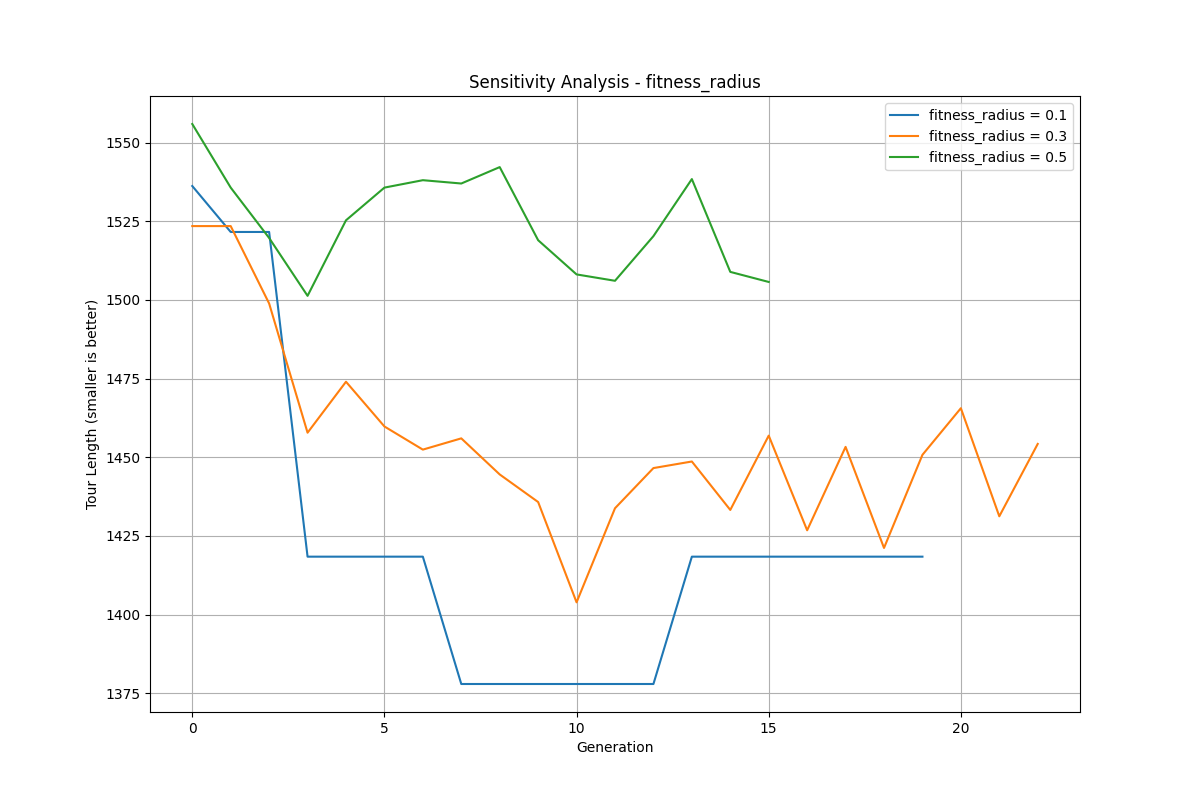 Sensitivity Analysis - fitness_radius
fitness_radius = 0.1
fitness_radius = 0.3
fitness_radius = 0.5
Tour Length (smaller is better)
1550
1525
1500
1475
1450
1425
1400
1375
0 5 10 15 20
Generation